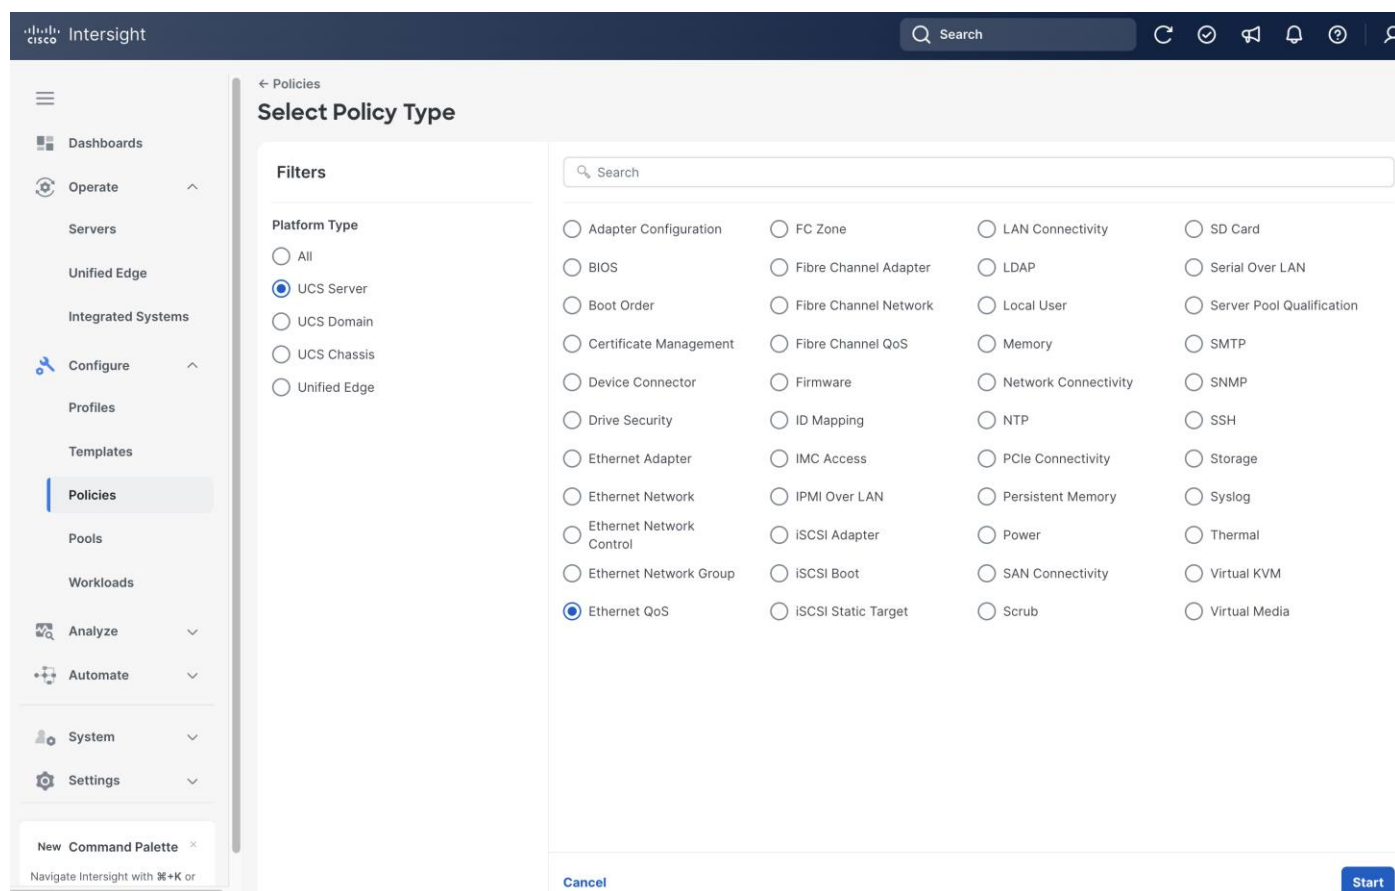 cisco Intersight
Search
← Policies
Select Policy Type
Dashboards
Operate
Servers
Unified Edge
Integrated Systems
Configure
Profiles
Templates
Policies
Pools
Workloads
Analyze
Automate
System
Settings
New Command Palette ×
Navigate Intersight with ⌘+K or
Filters
Platform Type
All
UCS Server
UCS Domain
UCS Chassis
Unified Edge
Search
Adapter Configuration
BIOS
Boot Order
Certificate Management
Device Connector
Drive Security
Ethernet Adapter
Ethernet Network
Ethernet Network
Control
Ethernet Network Group
Ethernet QoS
FC Zone
Fibre Channel Adapter
Fibre Channel Network
Fibre Channel QoS
Firmware
ID Mapping
IMC Access
IPMI Over LAN
iSCSI Adapter
iSCSI Boot
iSCSI Static Target
LAN Connectivity
LDAP
Local User
Memory
Network Connectivity
NTP
PCIe Connectivity
Persistent Memory
Power
SAN Connectivity
Scrub
SD Card
Serial Over LAN
Server Pool Qualification
SMTP
SNMP
SSH
Storage
Syslog
Thermal
Virtual KVM
Virtual Media
Cancel
Start